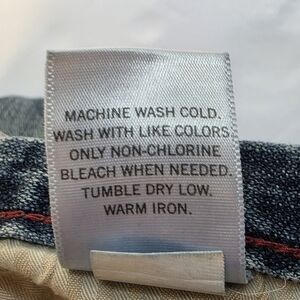 MACHINE WASH COLD.
WASH WITH LIKE COLORS.
ONLY NON-CHLORINE
BLEACH WHEN NEEDED.
TUMBLE DRY LOW.
WARM IRON.